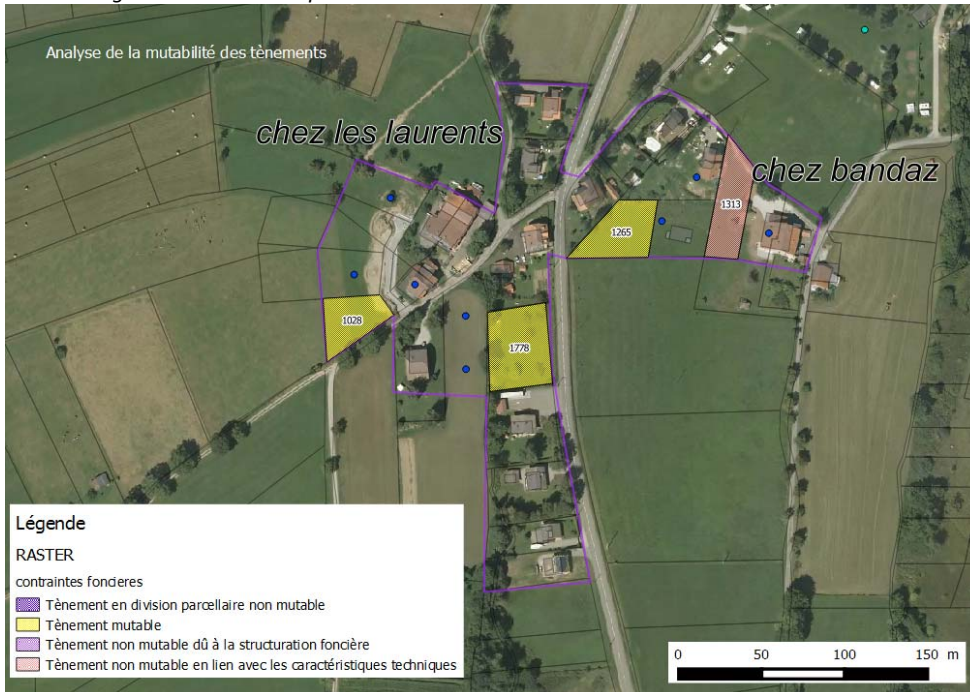 Analyse de la mutabilité des tènements
chez les laurents
chez bandaz
1313
1265
1028
1778
Légende
RASTER
contraintes foncieres
Tènement en division parcellaire non mutable
Tènement mutable
Tènement non mutable dû à la structuration foncière
Tènement non mutable en lien avec les caractéristiques techniques
0 50 100 150 m